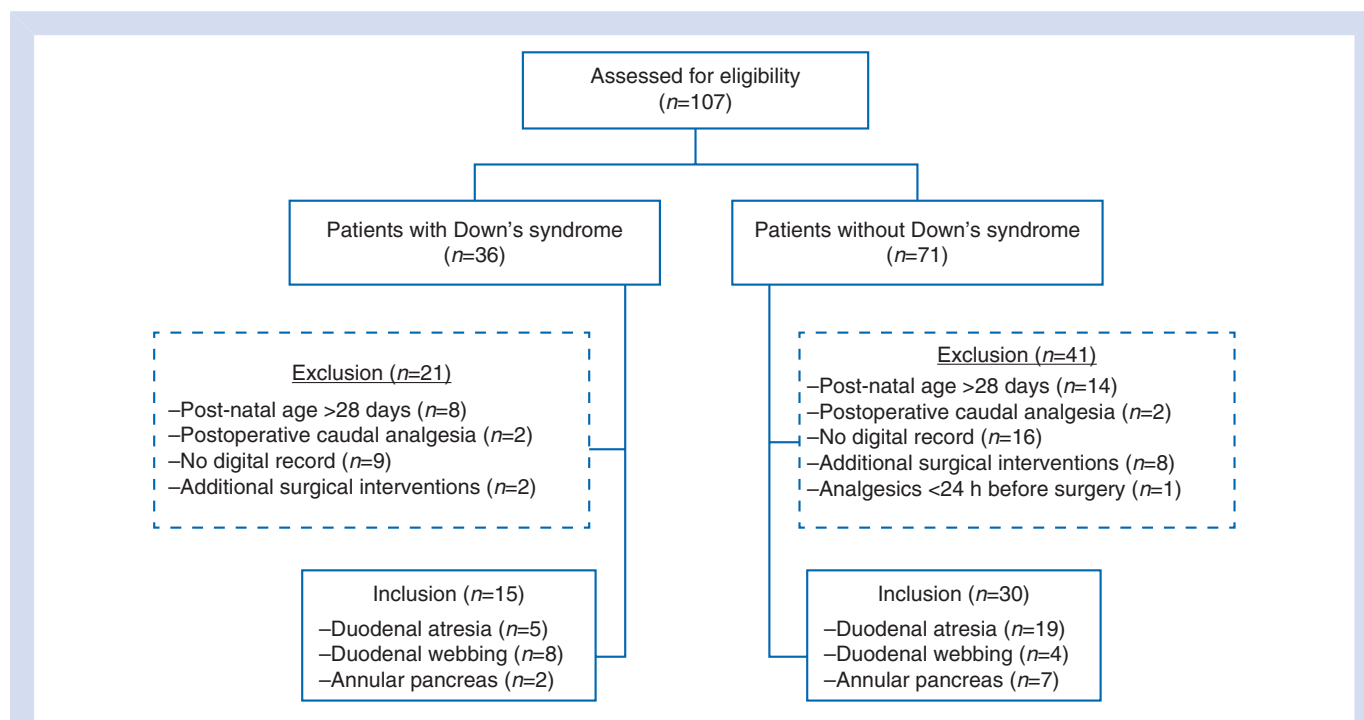 Assessed for eligibility
(n=107)
Patients with Down's syndrome
(n=36)
Patients without Down's syndrome
(n=71)
Exclusion (n=21)
–Post-natal age >28 days (n=8)
–Postoperative caudal analgesia (n=2)
–No digital record (n=9)
–Additional surgical interventions (n=2)
Exclusion (n=41)
–Post-natal age >28 days (n=14)
–Postoperative caudal analgesia (n=2)
–No digital record (n=16)
–Additional surgical interventions (n=8)
–Analgesics <24 h before surgery (n=1)
Inclusion (n=15)
–Duodenal atresia (n=5)
–Duodenal webbing (n=8)
–Annular pancreas (n=2)
Inclusion (n=30)
–Duodenal atresia (n=19)
–Duodenal webbing (n=4)
–Annular pancreas (n=7)